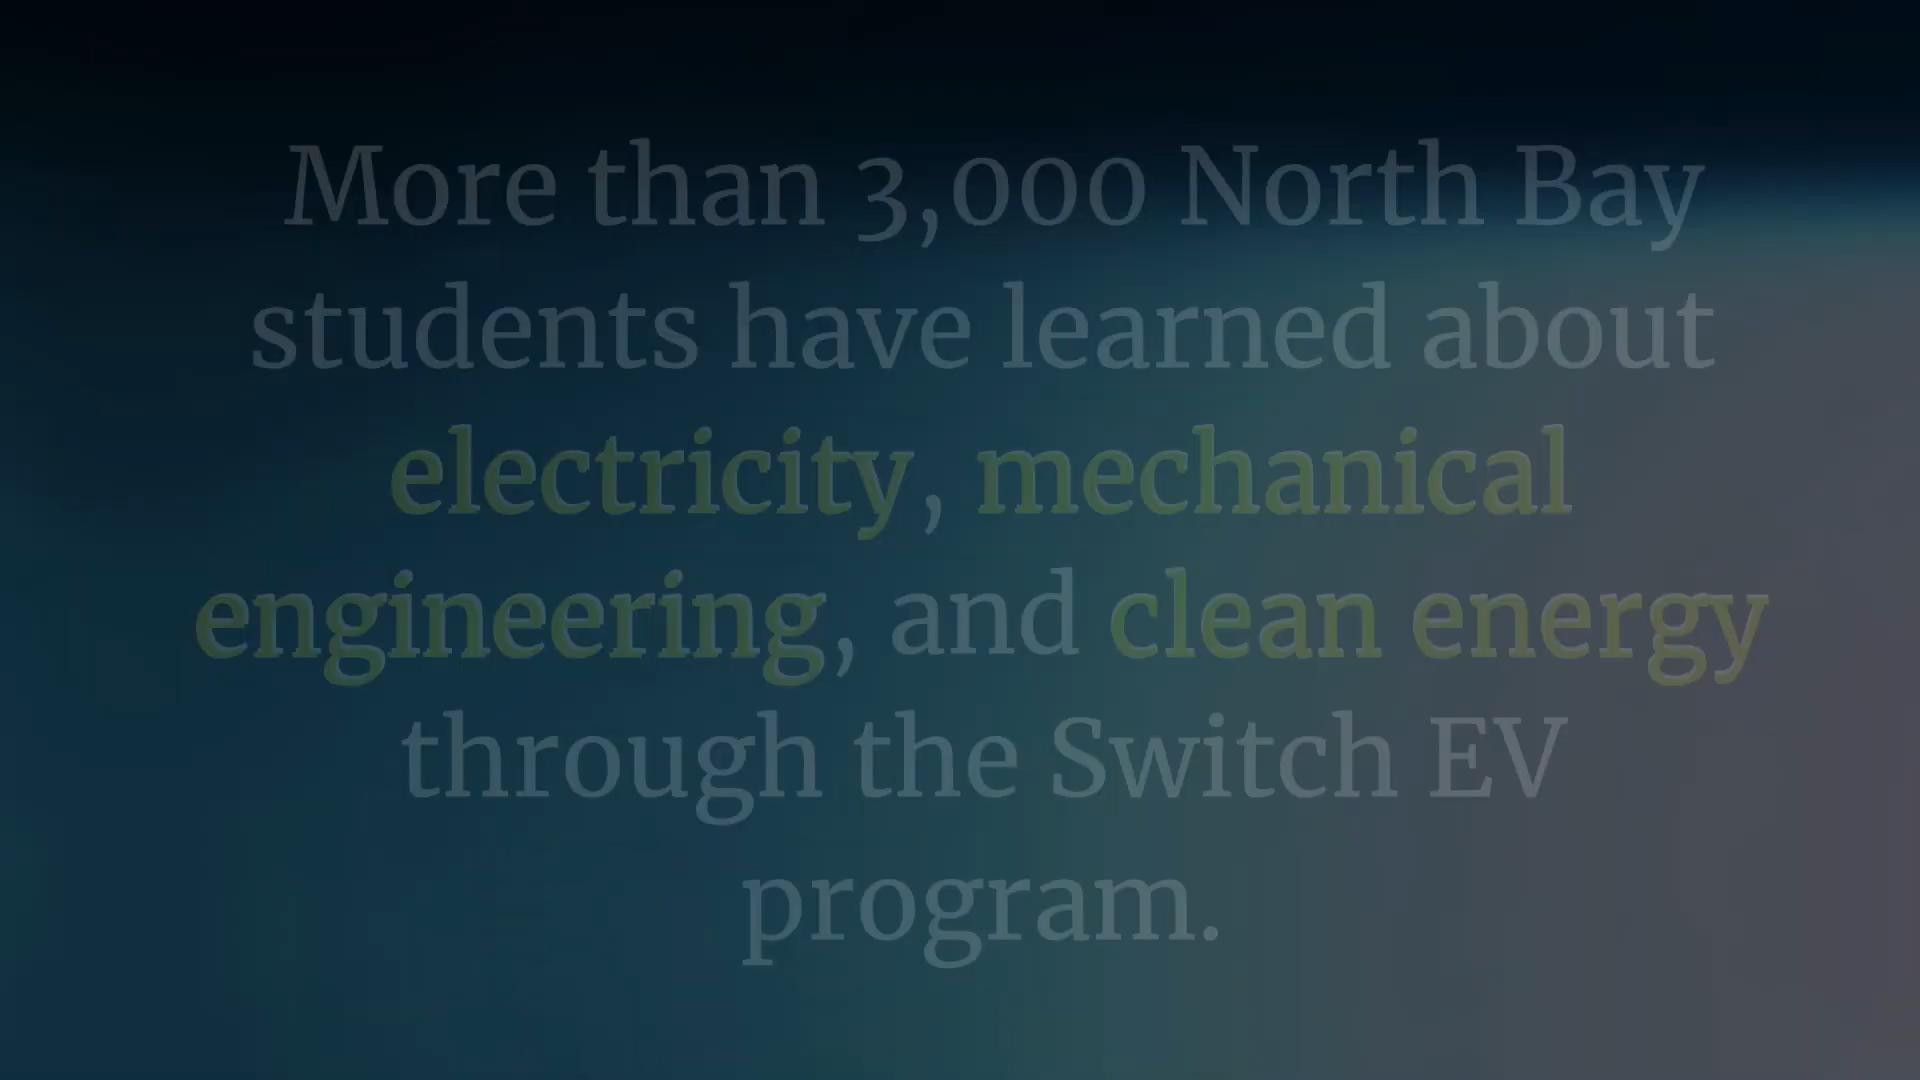 More than 3,000 North Bay
students have learned about
electricity, mechanical
engineering, and clean energy
through the Switch EV
program.